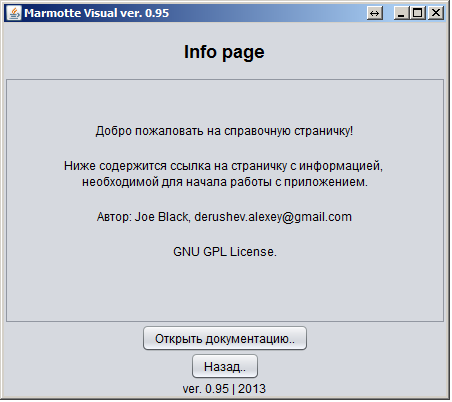 Marmotte Visual ver. 0.95
Info page
Добро пожаловать на справочную страничку!
Ниже содержится ссылка на страничку с информацией,
необходимой для начала работы с приложением.
Автор: Joe Black, derushev.alexey@gmail.com
GNU GPL License.
Открыть документацию..
Назад..
ver. 0.95 | 2013